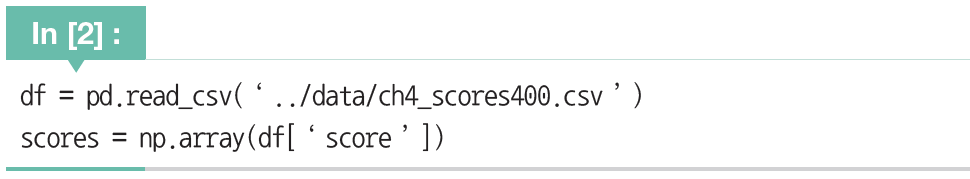 In [2] :
df = pd.read_csv( ‘ ../data/ch4_scores400.csv ’ )
scores = np.array(df[ ‘ score ’ ])